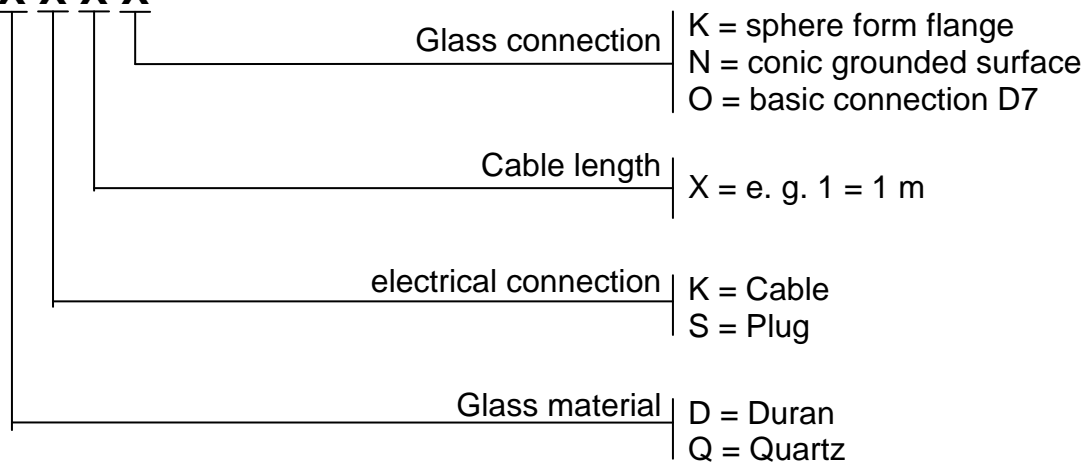 X X X X
Glass connection
K = sphere form flange
N = conic grounded surface
O = basic connection D7
Cable length
X = e. g. 1 = 1 m
electrical connection
K = Cable
S = Plug
Glass material
D = Duran
Q = Quartz